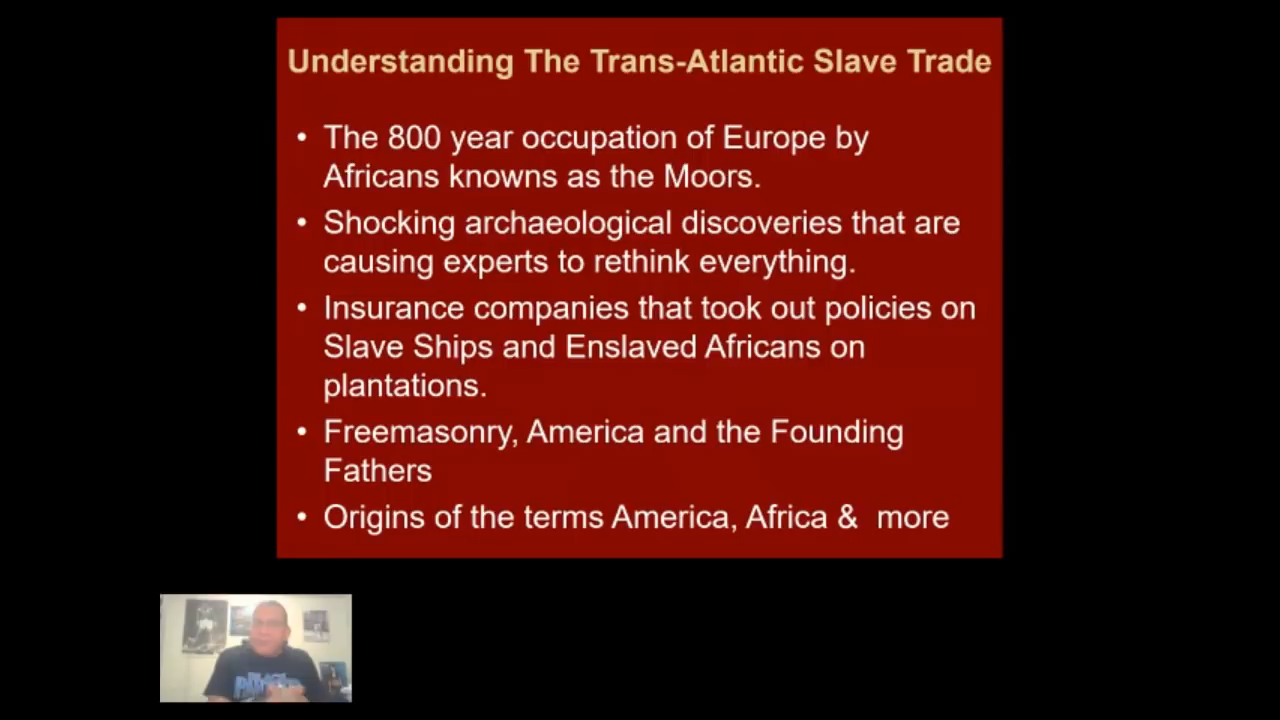 Understanding The Trans-Atlantic Slave Trade
• The 800 year occupation of Europe by
Africans knowns as the Moors.
• Shocking archaeological discoveries that are
causing experts to rethink everything.
• Insurance companies that took out policies on
Slave Ships and Enslaved Africans on
plantations.
• Freemasonry, America and the Founding
Fathers
• Origins of the terms America, Africa &  more